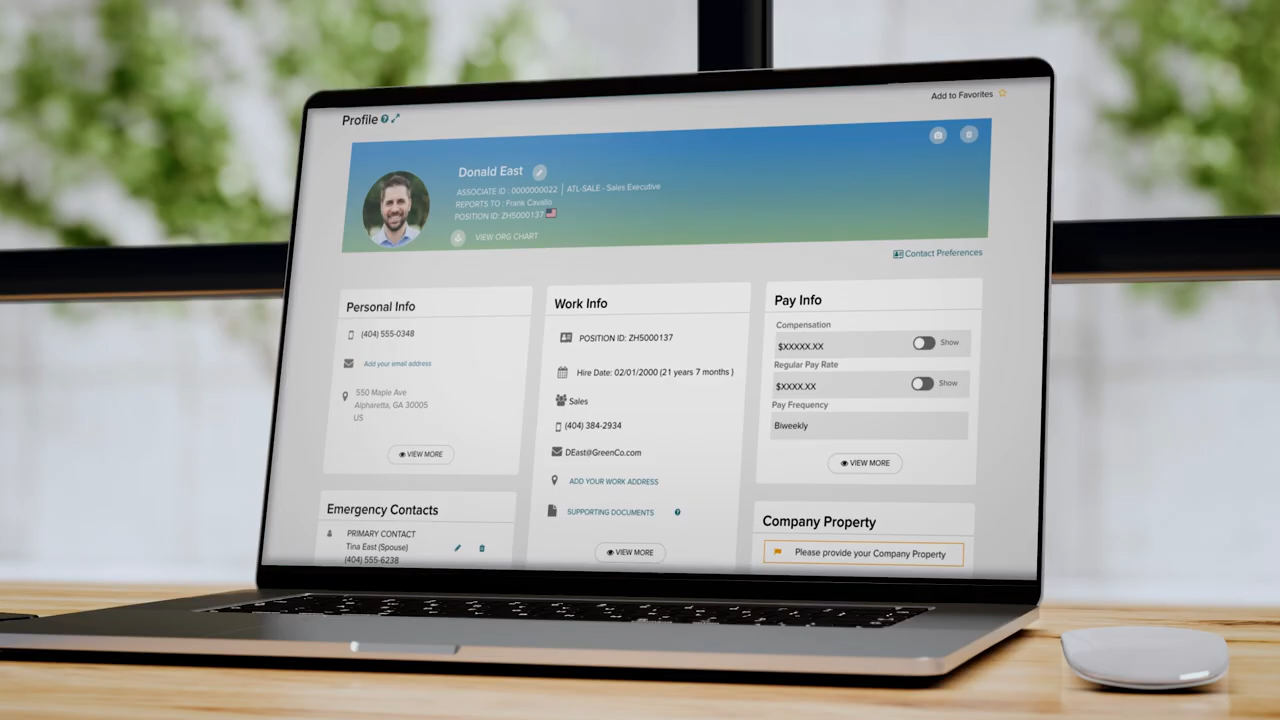 Add to Favorites
Profile
Donald East
ASSOCIATE ID : 0000000022 | ATL-SALE - Sales Executive
REPORTS TO : Frank Cavallo
POSITION ID: ZH5000137
VIEW ORG CHART
Contact Preferences
Personal Info
(404) 555-0348
Add your email address
550 Maple Ave
Alpharetta, GA 30005
US
VIEW MORE
Work Info
POSITION ID: ZH5000137
Hire Date: 02/01/2000 (21 years 7 months )
Sales
(404) 384-2934
DEast@GreenCo.com
ADD YOUR WORK ADDRESS
SUPPORTING DOCUMENTS
VIEW MORE
Pay Info
Compensation
$XXXXX.XX
Show
Regular Pay Rate
$XXXX.XX
Show
Pay Frequency
Biweekly
VIEW MORE
Emergency Contacts
PRIMARY CONTACT
Tina East (Spouse)
(404) 555-6238
Company Property
Please provide your Company Property